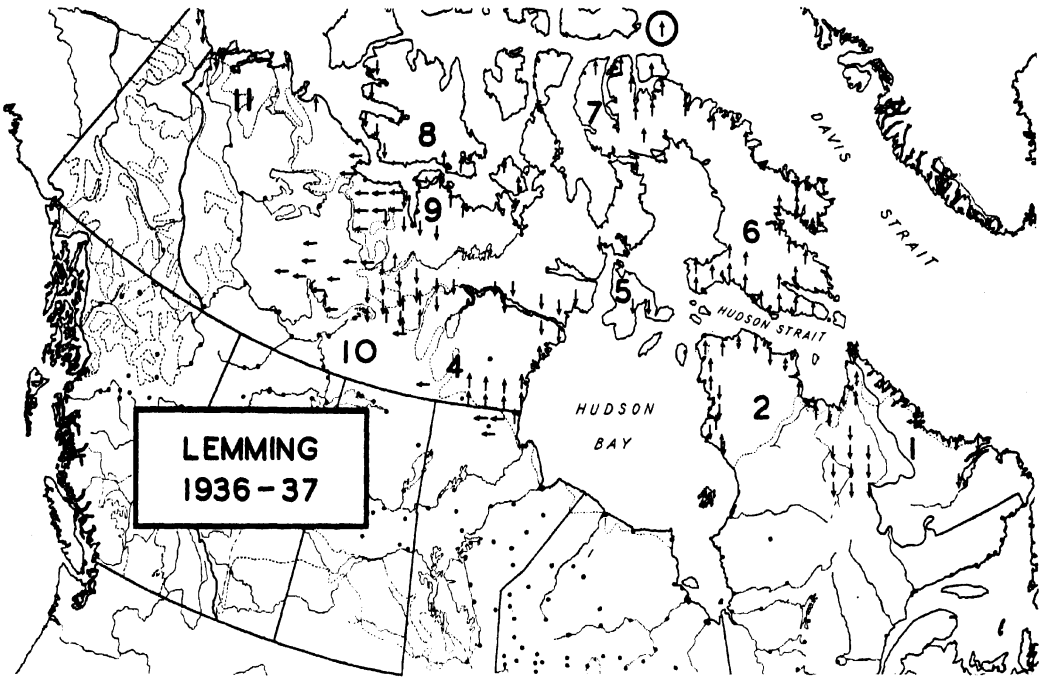 11
8
7
DAVIS
STRAIT
9
6
5
HUDSON STRAIT
10
4
2
HUDSON
BAY
1
LEMMING
1936-37